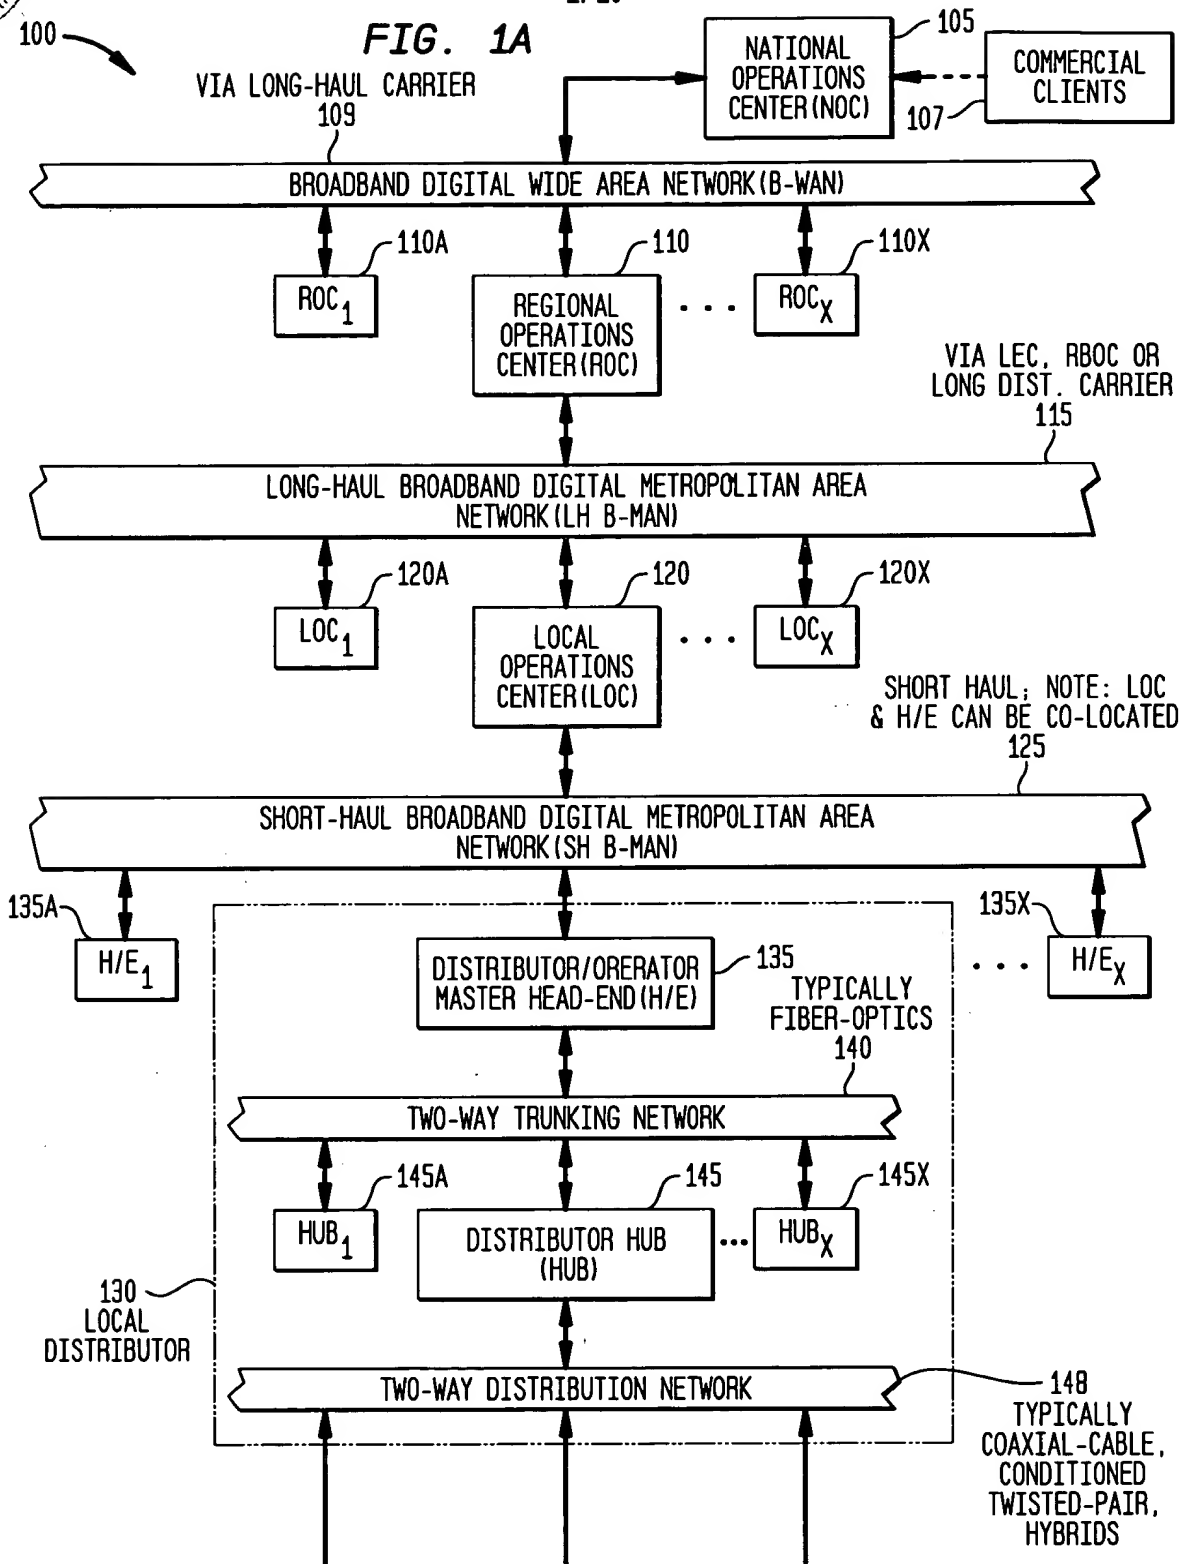 100
FIG. 1A
105
NATIONAL
OPERATIONS
CENTER(NOC)
COMMERCIAL
CLIENTS
107
VIA LONG-HAUL CARRIER
109
BROADBAND DIGITAL WIDE AREA NETWORK(B-WAN)
110A
110
110X
ROC1
REGIONAL
OPERATIONS
CENTER(ROC)
. . .
ROCX
VIA LEC, RBOC OR
LONG DIST. CARRIER
115
LONG-HAUL BROADBAND DIGITAL METROPOLITAN AREA
NETWORK(LH B-MAN)
120A
120
120X
LOC1
LOCAL
OPERATIONS
CENTER(LOC)
. . .
LOCX
SHORT HAUL; NOTE: LOC
& H/E CAN BE CO-LOCATED
125
SHORT-HAUL BROADBAND DIGITAL METROPOLITAN AREA
NETWORK(SH B-MAN)
135A
135X
H/E1
DISTRIBUTOR/ORERATOR
MASTER HEAD-END(H/E)
135
. . .
H/EX
TYPICALLY
FIBER-OPTICS
140
TWO-WAY TRUNKING NETWORK
145A
145
145X
HUB1
DISTRIBUTOR HUB
(HUB)
...
HUBX
130
LOCAL
DISTRIBUTOR
TWO-WAY DISTRIBUTION NETWORK
148
TYPICALLY
COAXIAL-CABLE,
CONDITIONED
TWISTED-PAIR,
HYBRIDS